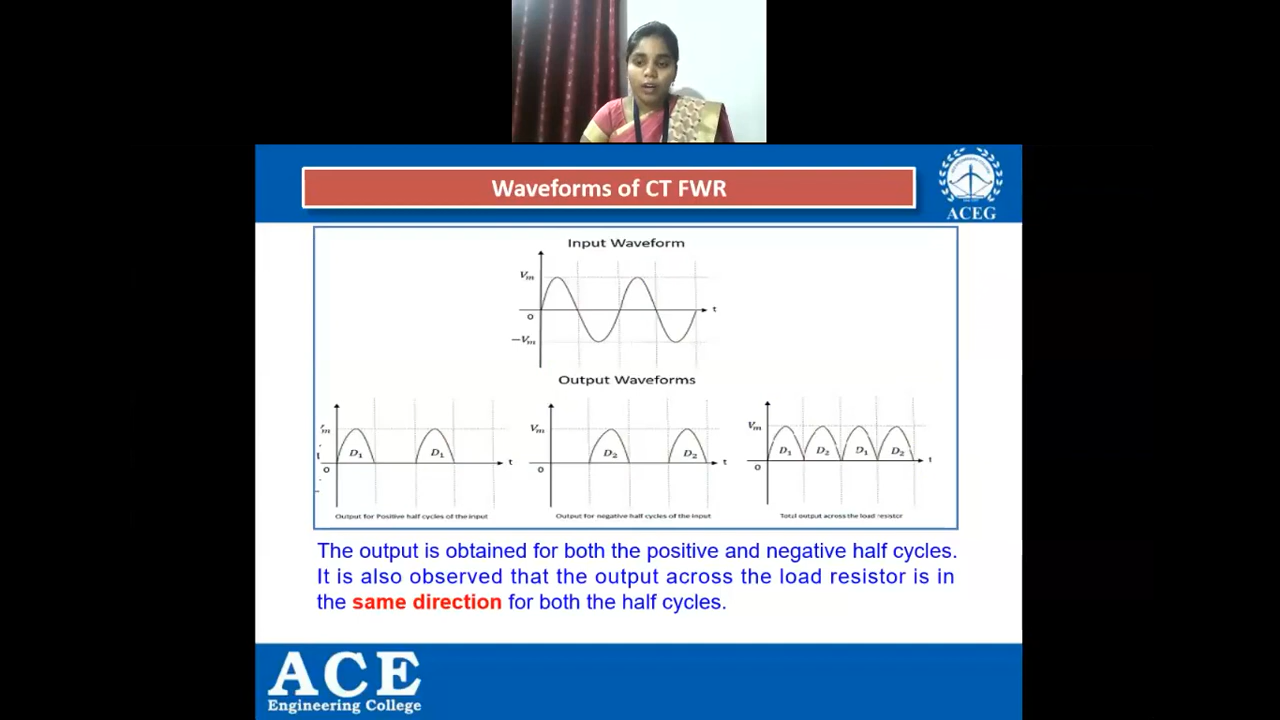 Waveforms of CT FWR
ACEG
Input Waveform
Vm
0
t
−Vm
Output Waveforms
D1
D1
0
t
Output for Positive half cycles of the input
Vm
D2
D2
0
t
Output for negative half cycles of the input
Vm
D1
D2
D1
D2
0
t
Total output across the load resistor
The output is obtained for both the positive and negative half cycles.
It is also observed that the output across the load resistor is in
the same direction for both the half cycles.
ACE
Engineering College